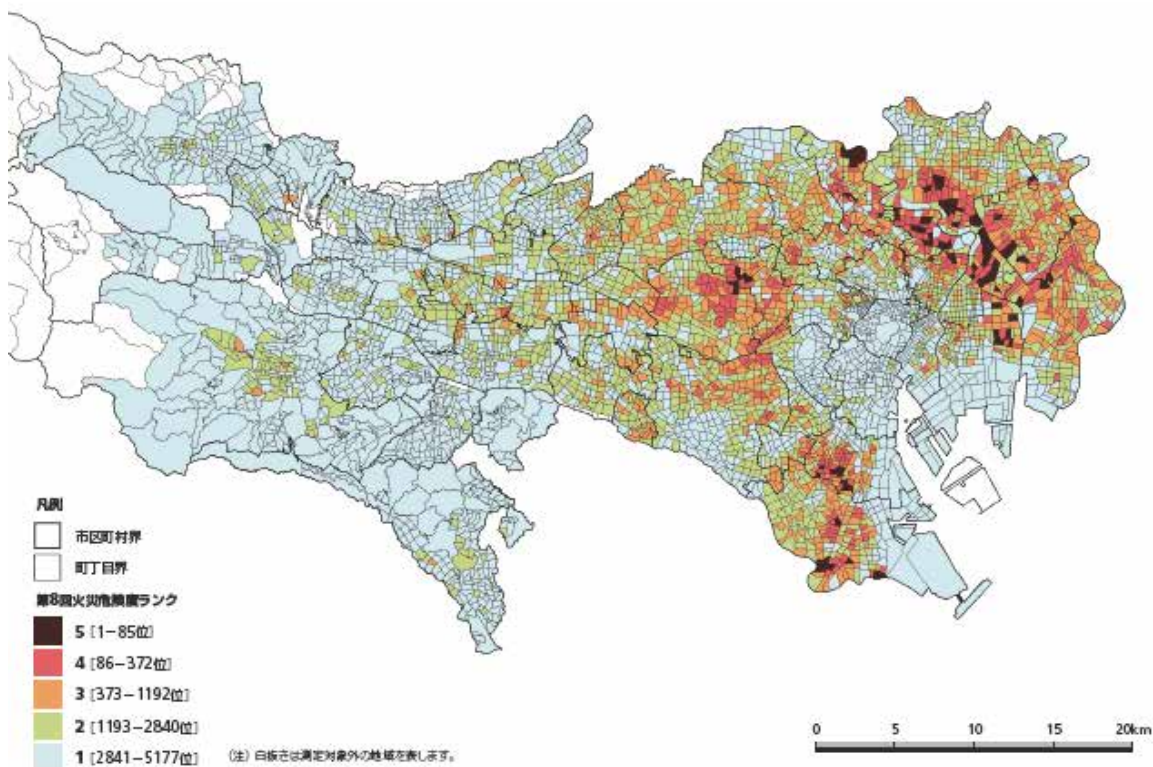 凡例
市区町村界
町丁目界
第8回火災危険度ランク
5 [1−85位]
4 [86−372位]
3 [373−1192位]
2 [1193−2840位]
1 [2841−5177位]
(注) 白抜きは測定対象外の地域を表します。
0 5 10 15 20km